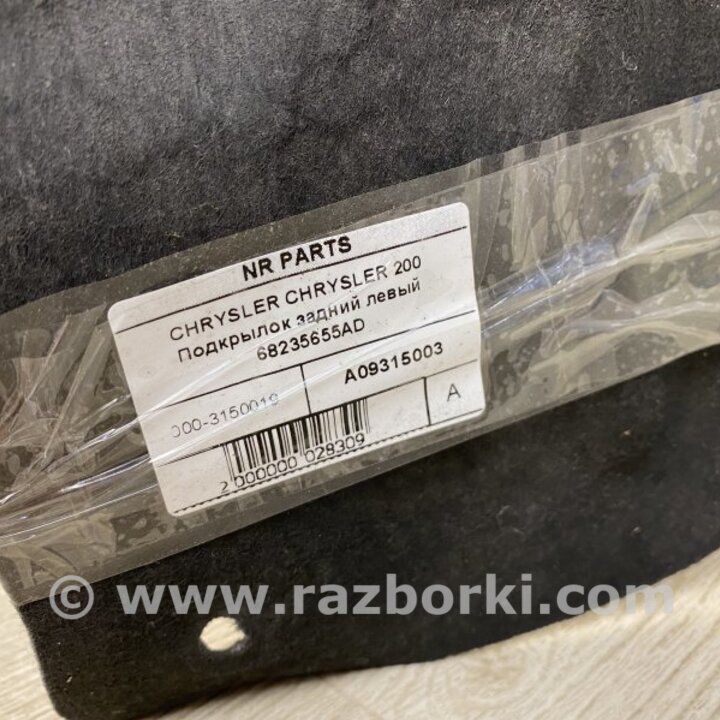 NR PARTS
CHRYSLER CHRYSLER 200
Подкрылок задний левый
68235655AD
000-3150019
A09315003
A
2 000000 028309
© www.razborki.com